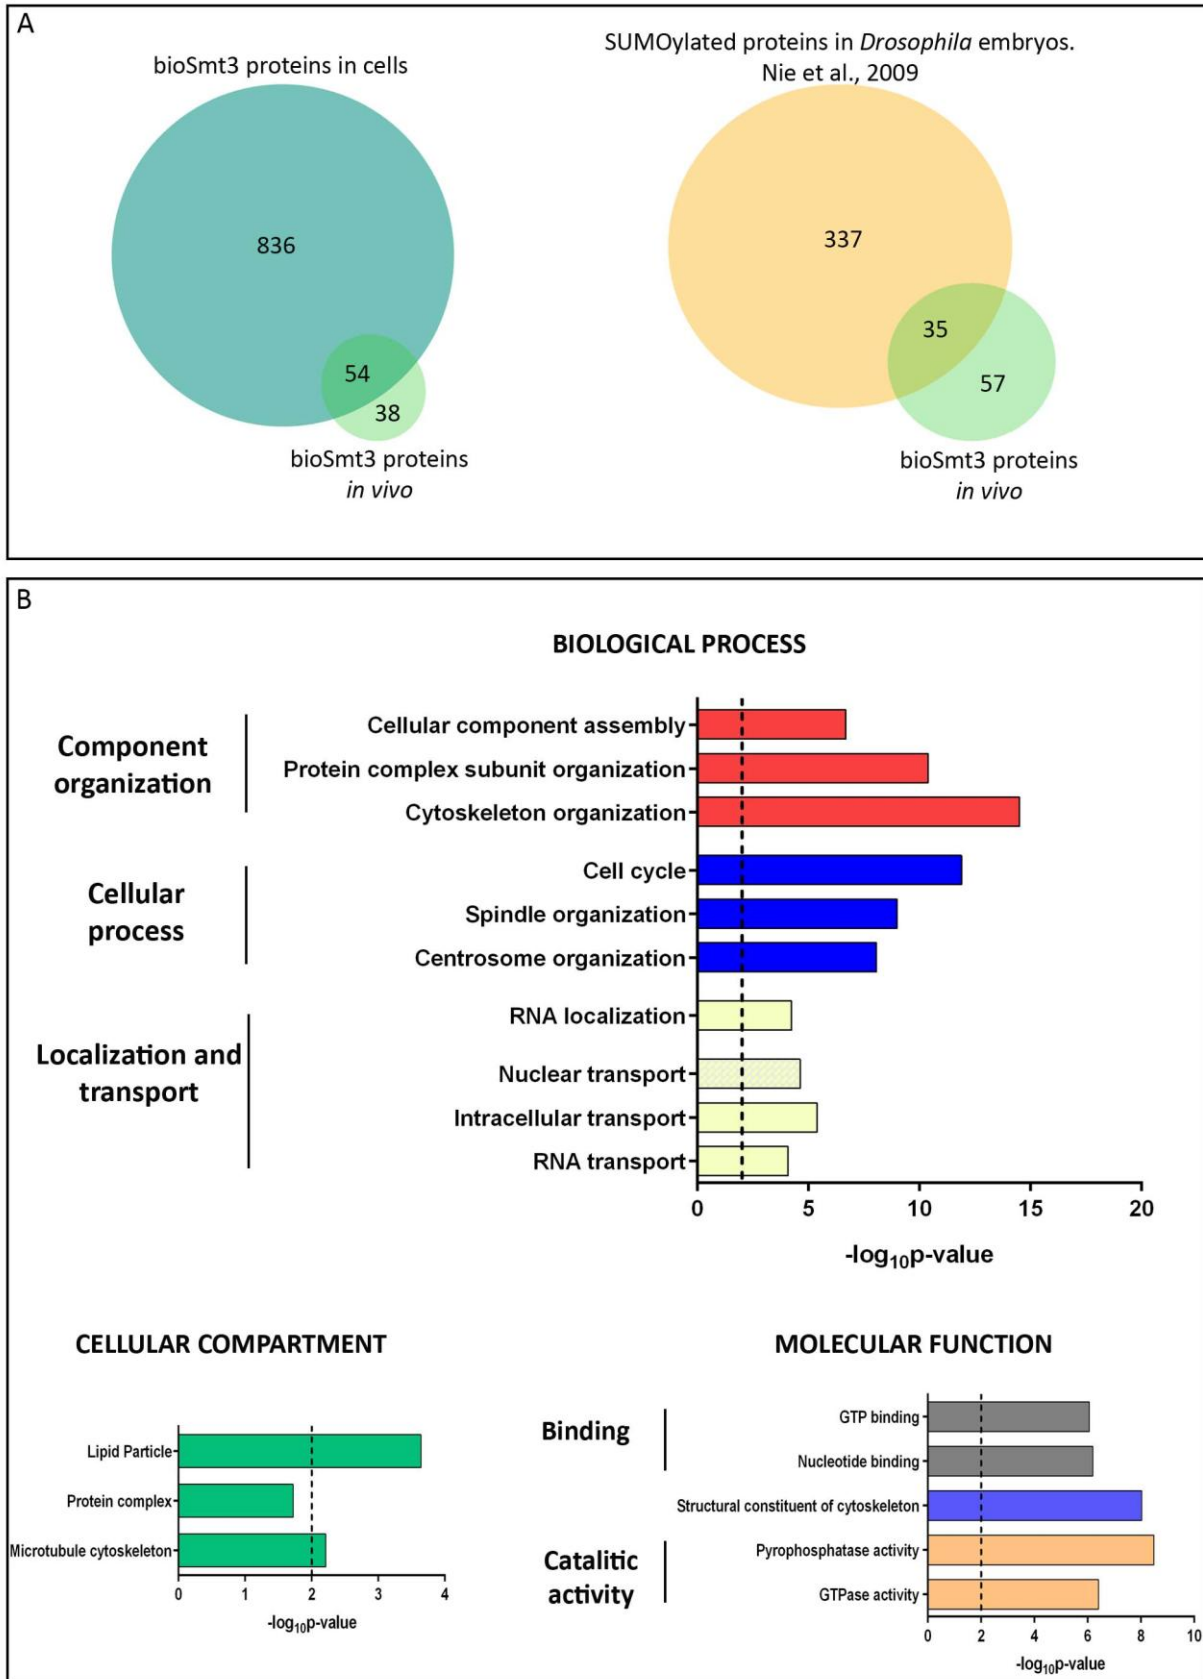 A
bioSmt3 proteins in cells
836
54
38
bioSmt3 proteins
in vivo
SUMOylated proteins in Drosophila embryos.
Nie et al., 2009
337
35
57
bioSmt3 proteins
in vivo
B
BIOLOGICAL PROCESS
Component
organization
Cellular component assembly
Protein complex subunit organization
Cytoskeleton organization
Cellular
process
Cell cycle
Spindle organization
Centrosome organization
Localization and
transport
RNA localization
Nuclear transport
Intracellular transport
RNA transport
0 5 10 15 20
-log10p-value
CELLULAR COMPARTMENT
Lipid Particle
Protein complex
Microtubule cytoskeleton
0 1 2 3 4
-log10p-value
MOLECULAR FUNCTION
Binding
GTP binding
Nucleotide binding
Structural constituent of cytoskeleton
Catalitic
activity
Pyrophosphatase activity
GTPase activity
0 2 4 6 8 10
-log10p-value